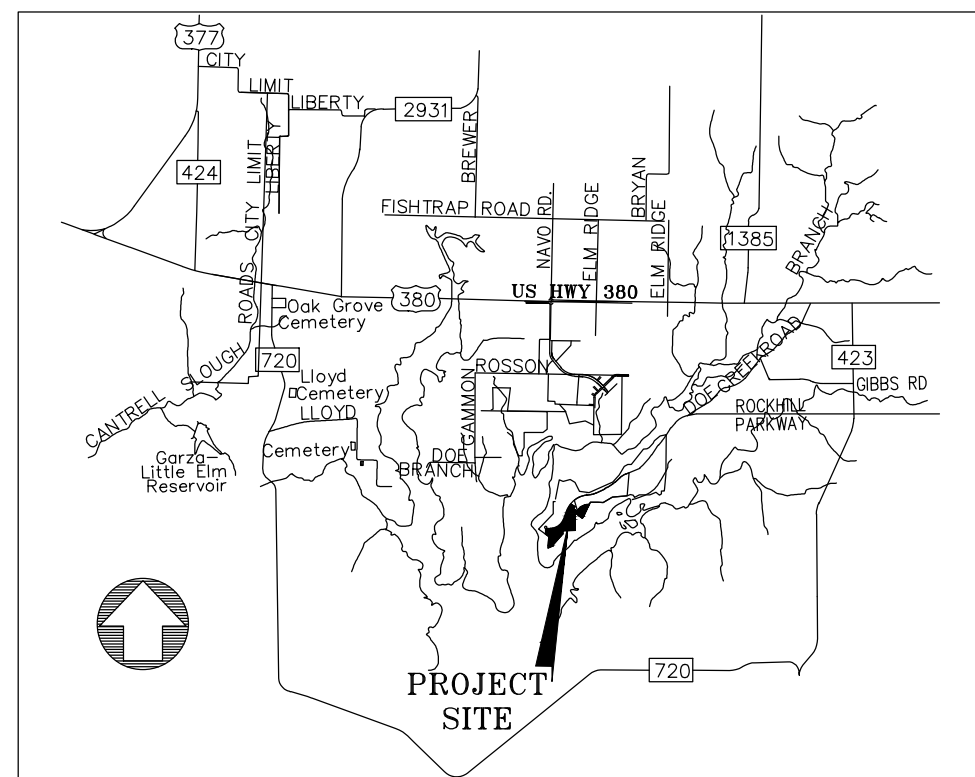 377
CITY
LIMIT
LIBERTY
2931
BREWER
424
CITY LIMIT
LIBERTY
ROADS
FISHTRAP ROAD
NAVO RD.
ELM RIDGE
BRYAN
ELM RIDGE
1385
BRANCH
US HWY 380
380
Oak Grove
Cemetery
720
SLOUGH
CANTRELL
Lloyd
Cemetery
LLOYD
Cemetery
Garza-
Little Elm
Reservoir
ROSSON
GAMMON
DOE
BRANCH
DOE CREEK ROAD
423
GIBBS RD
ROCKHILL
PARKWAY
720
PROJECT
SITE